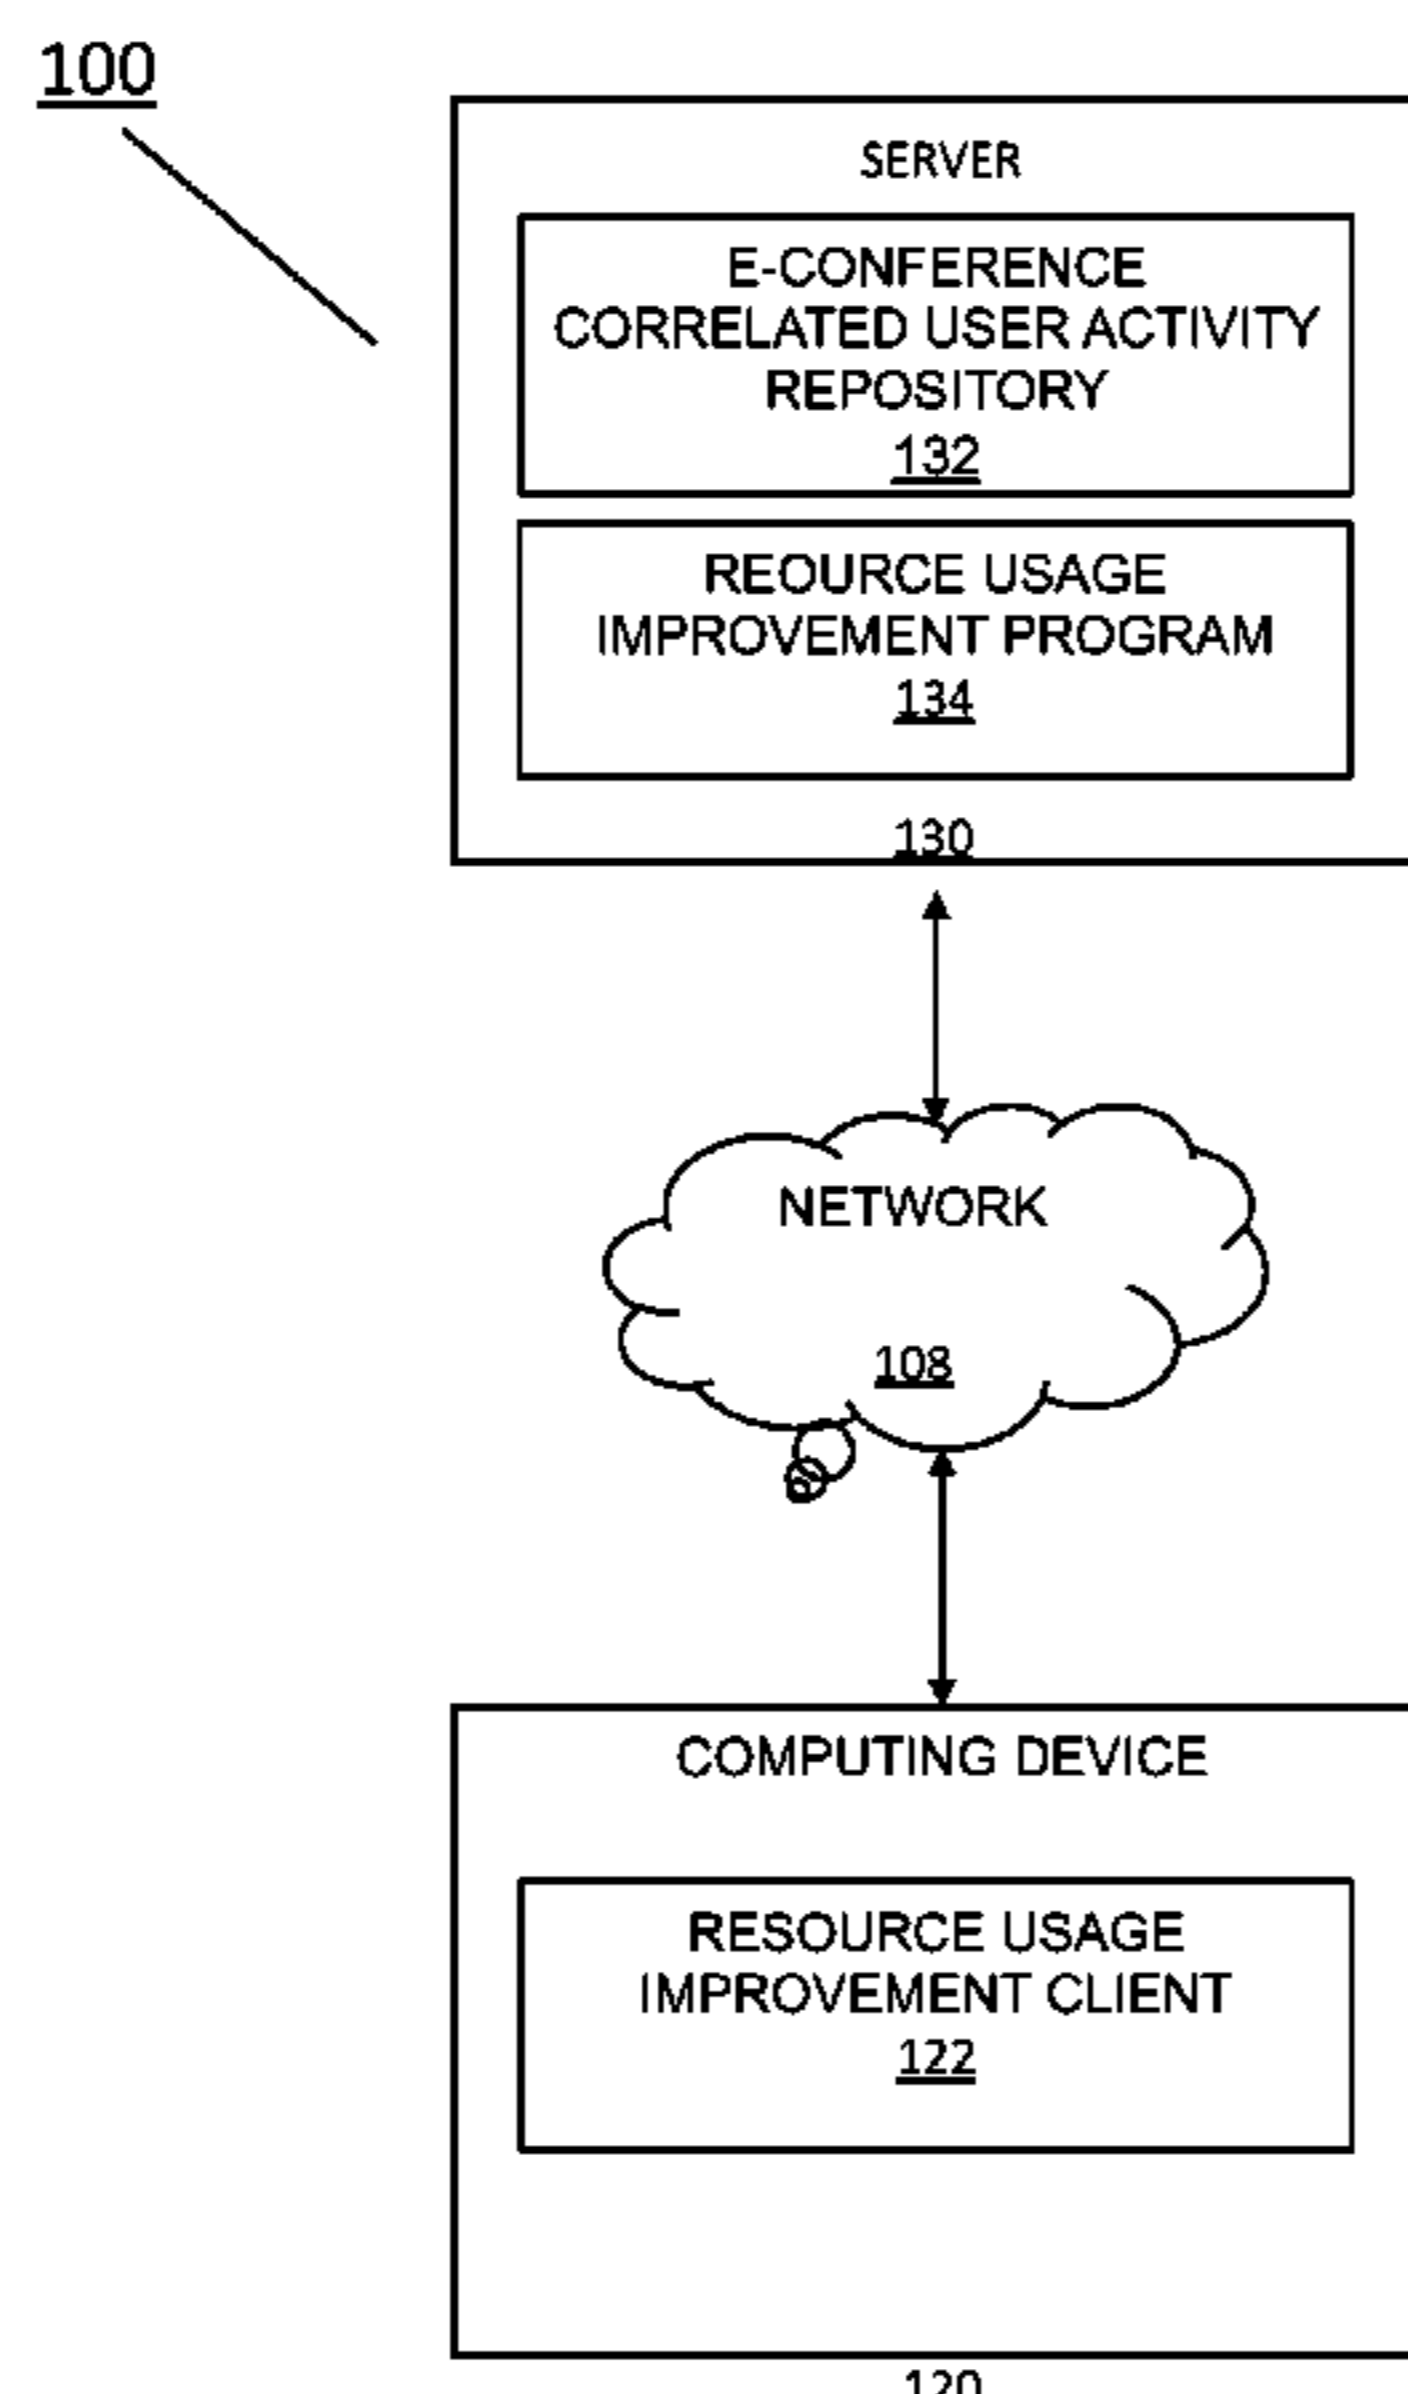 100
SERVER
E-CONFERENCE
CORRELATED USER ACTIVITY
REPOSITORY
132
REOURCE USAGE
IMPROVEMENT PROGRAM
134
130
NETWORK
108
COMPUTING DEVICE
RESOURCE USAGE
IMPROVEMENT CLIENT
122
120